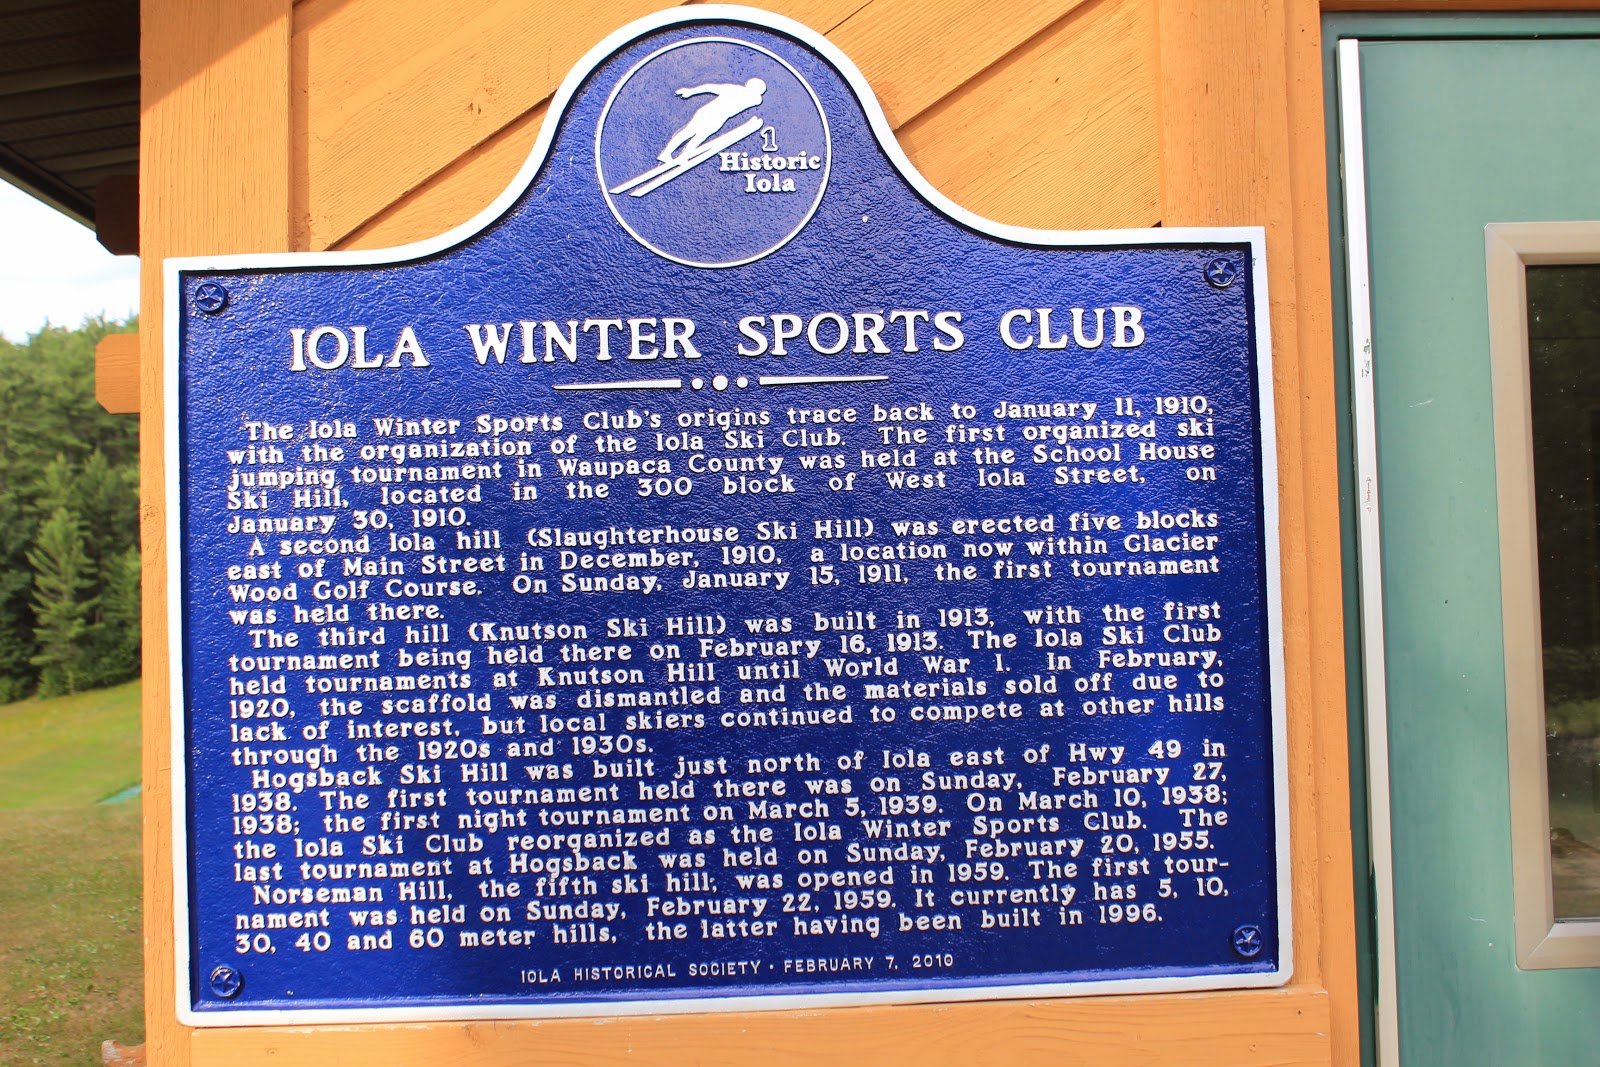 1
Historic
Iola
IOLA WINTER SPORTS CLUB
The Iola Winter Sports Club's origins trace back to January 11, 1910,
with the organization of the Iola Ski Club. The first organized ski
jumping tournament in Waupaca County was held at the School House
Ski Hill, located in the 300 block of West Iola Street, on
January 30, 1910.
A second Iola hill (Slaughterhouse Ski Hill) was erected five blocks
east of Main Street in December, 1910, a location now within Glacier
Wood Golf Course. On Sunday, January 15, 1911, the first tournament
was held there.
The third hill (Knutson Ski Hill) was built in 1913, with the first
tournament being held there on February 16, 1913. The Iola Ski Club
held tournaments at Knutson Hill until World War I. In February,
1920, the scaffold was dismantled and the materials sold off due to
lack of interest, but local skiers continued to compete at other hills
through the 1920s and 1930s.
Hogsback Ski Hill was built just north of Iola east of Hwy 49 in
1938. The first tournament held there was on Sunday, February 27,
1938; the first night tournament on March 5, 1939. On March 10, 1938;
the Iola Ski Club reorganized as the Iola Winter Sports Club. The
last tournament at Hogsback was held on Sunday, February 20, 1955.
Norseman Hill, the fifth ski hill; was opened in 1959. The first tour-
nament was held on Sunday, February 22, 1959. It currently has 5, 10,
30, 40 and 60 meter hills, the latter having been built in 1996.
IOLA HISTORICAL SOCIETY · FEBRUARY 7, 2010